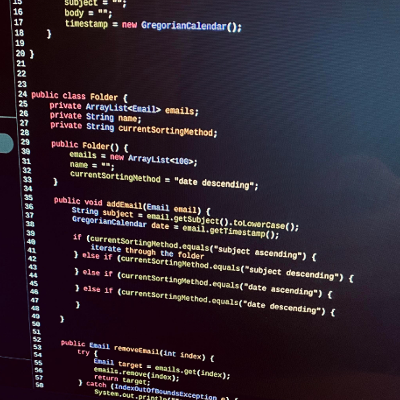 15 subject = "";
16 body = "";
17 timestamp = new GregorianCalendar();
18 }
19
20 }
21
22
23
24 public class Folder {
25 private ArrayList<Email> emails;
26 private String name;
27 private String currentSortingMethod;
28
29 public Folder() {
30 emails = new ArrayList<100>;
31 name = "";
32 currentSortingMethod = "date descending";
33 }
34
35 public void addEmail(Email email) {
36 String subject = email.getSubject().toLowerCase();
37 GregorianCalendar date = email.getTimestamp();
38
39 if (currentSortingMethod.equals("subject ascending") {
40 iterate through the folder
41 } else if (currentSortingMethod.equals("subject descending") {
42
43 } else if (currentSortingMethod.equals("date ascending") {
44
45 } else if (currentSortingMethod.equals("date descending") {
46
47 }
48
49 }
50
51
52 public Email removeEmail(int index) {
53 try {
54 Email target = emails.get(index);
55 emails.remove(index);
56 return target;
57 } catch (IndexOutOfBoundsException e) {
58 System.out.println(